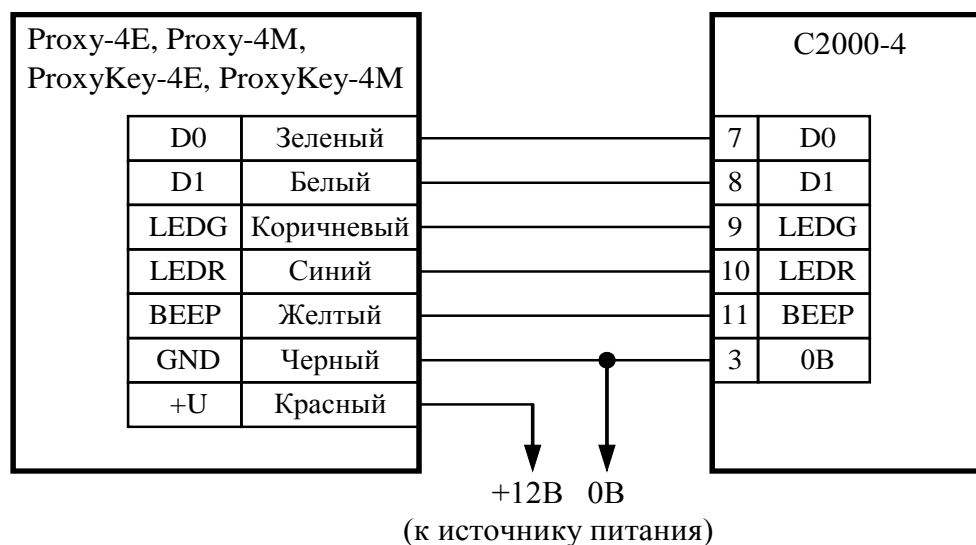 Proxy-4E, Proxy-4M,
ProxyKey-4E, ProxyKey-4M
D0 Зеленый
D1 Белый
LEDG Коричневый
LEDR Синий
BEEP Желтый
GND Черный
+U Красный
С2000-4
7 D0
8 D1
9 LEDG
10 LEDR
11 BEEP
3 0В
+12В 0В
(к источнику питания)